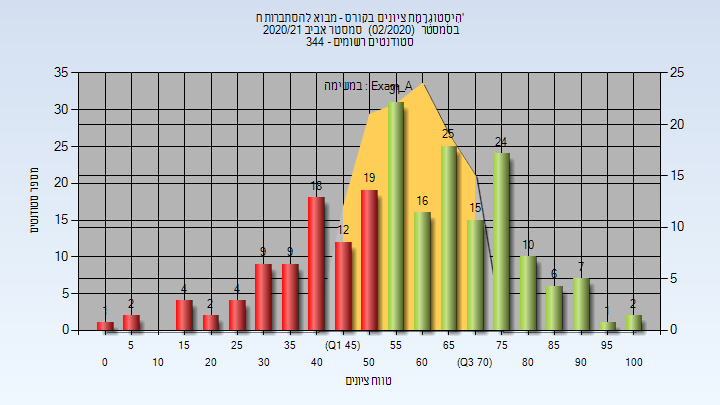 היסטוגרמת ציונים בקורס - מבוא להסתברות ח'
בסמסטר (02/2020) סמסטר אביב 2020/21
סטודנטים רשומים - 344
במשימה : Exam_A
35 30 25 20 15 10 5 0
25 20 15 10 5 0
מספר סטודנטים
1 2 4 2 4 9 9 18 12 19 31 16 25 15 24 10 6 7 1 2
5 15 25 35 (Q1 45) 55 65 75 85 95
0 10 20 30 40 50 60 (Q3 70) 80 90 100
טווח ציונים